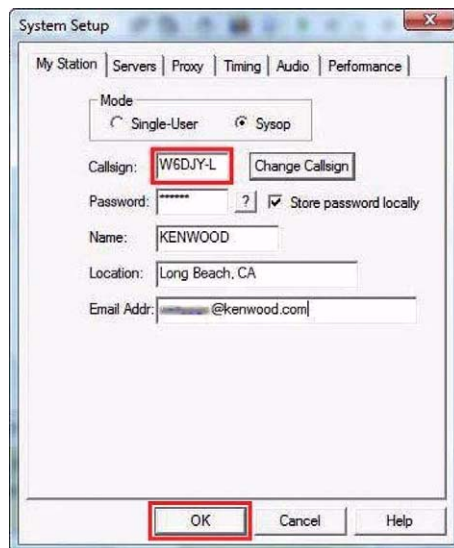 System Setup
My Station Servers Proxy Timing Audio Performance
Mode
Single-User Sysop
Callsign: W6DJY-L Change Callsign
Password: ****** ? Store password locally
Name: KENWOOD
Location: Long Beach, CA
Email Addr: @kenwood.com
OK Cancel Help